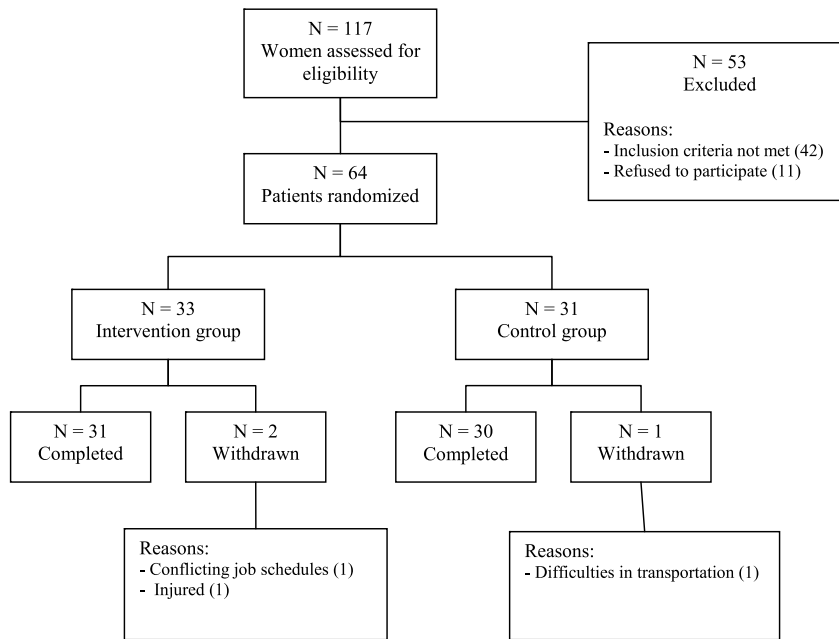 N = 117
Women assessed for
eligibility
N = 53
Excluded
Reasons:
- Inclusion criteria not met (42)
- Refused to participate (11)
N = 64
Patients randomized
N = 33
Intervention group
N = 31
Control group
N = 31
Completed
N = 2
Withdrawn
N = 30
Completed
N = 1
Withdrawn
Reasons:
- Conflicting job schedules (1)
- Injured (1)
Reasons:
- Difficulties in transportation (1)